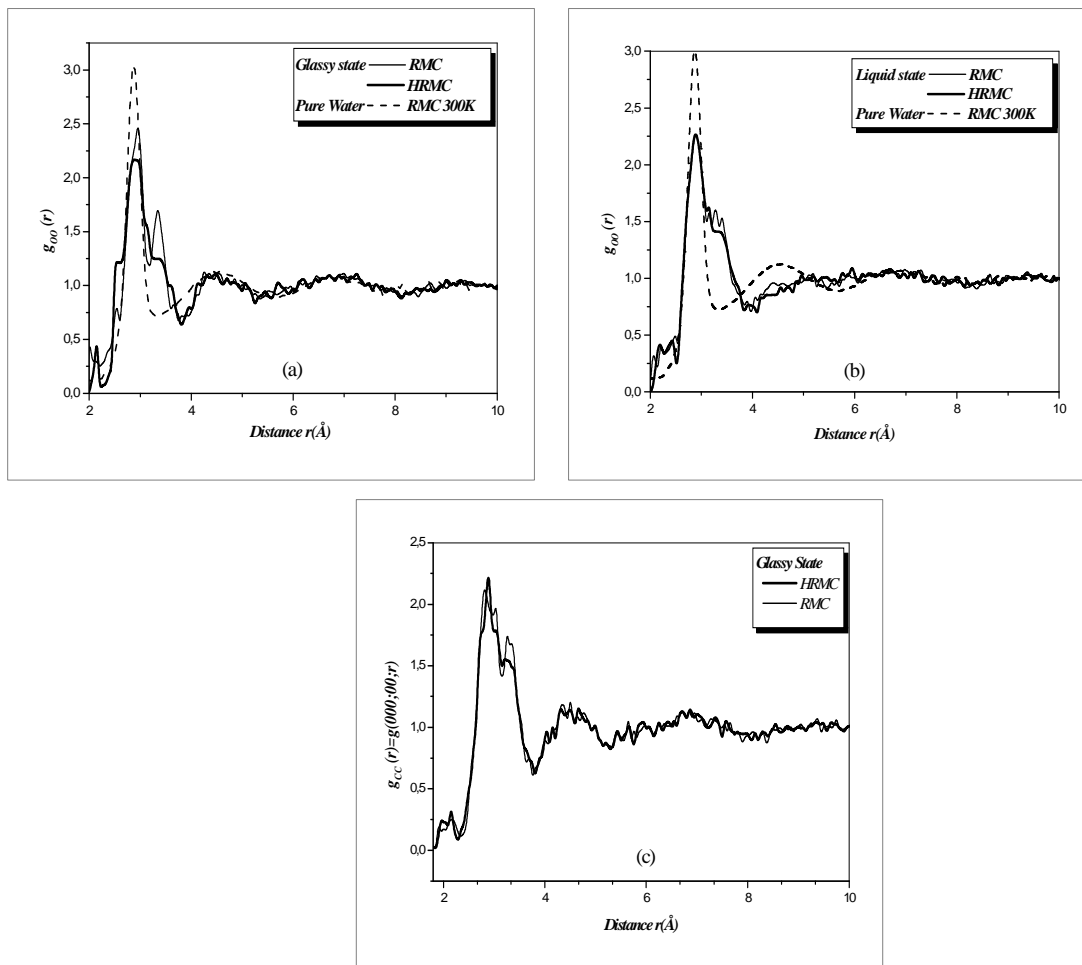 Glassy state RMC
HRMC
Pure Water RMC 300K
3,0
2,5
2,0
1,5
1,0
0,5
0,0
g_OO (r)
(a)
2 4 6 8 10
Distance r(Å)
Liquid state RMC
HRMC
Pure Water RMC 300K
3,0
2,5
2,0
1,5
1,0
0,5
0,0
g_OO (r)
(b)
2 4 6 8 10
Distance r(Å)
Glassy State
HRMC
RMC
2,5
2,0
1,5
1,0
0,5
0,0
g_CC (r)=g(000;00;r)
(c)
2 4 6 8 10
Distance r(Å)